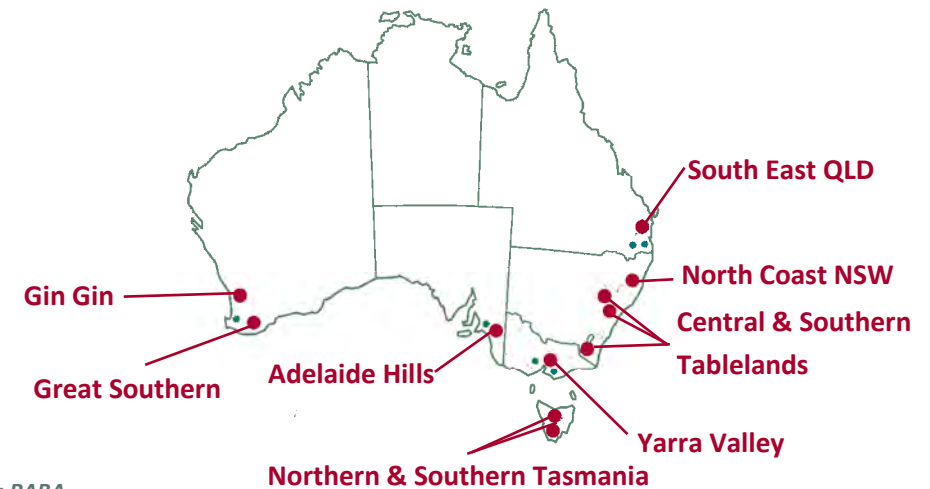 South East QLD
North Coast NSW
Gin Gin
Central & Southern
Tablelands
Great Southern
Adelaide Hills
Yarra Valley
Northern & Southern Tasmania